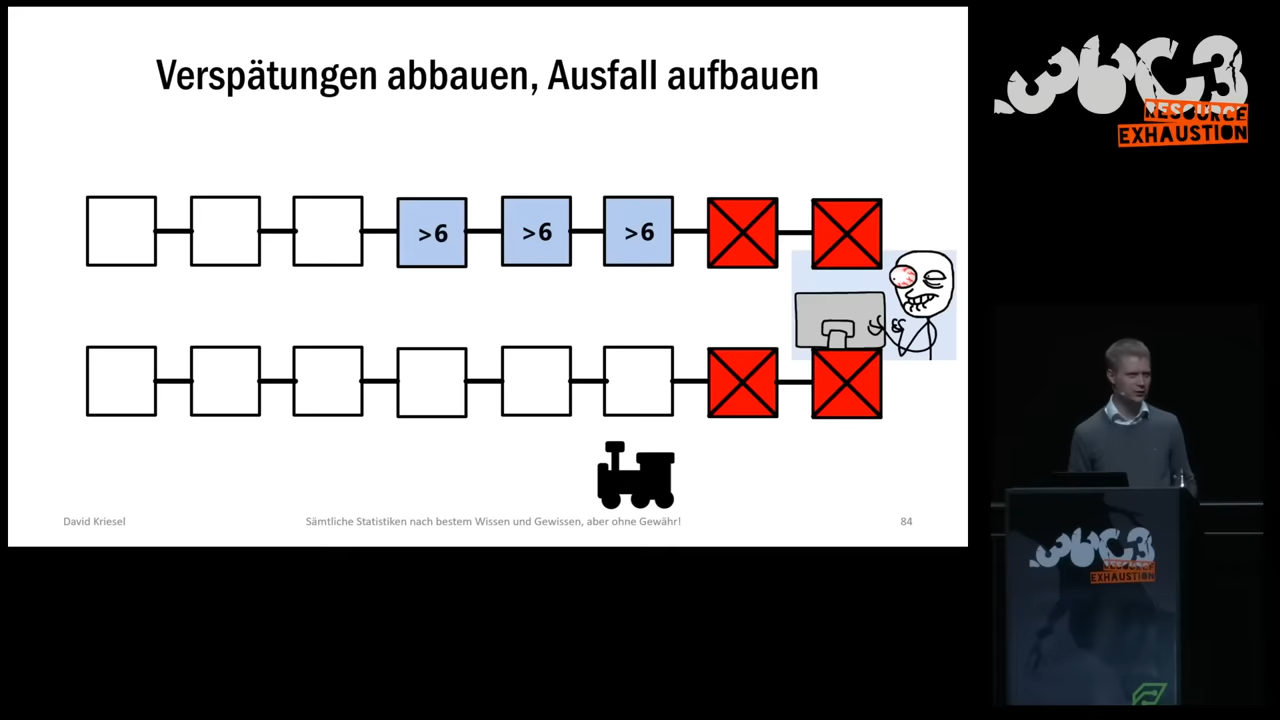 Verspätungen abbauen, Ausfall aufbauen
>6
>6
>6
David Kriesel
Sämtliche Statistiken nach bestem Wissen und Gewissen, aber ohne Gewähr!
84
36C3
RESOURCE
EXHAUSTION
36C3
RESOURCE
EXHAUSTION